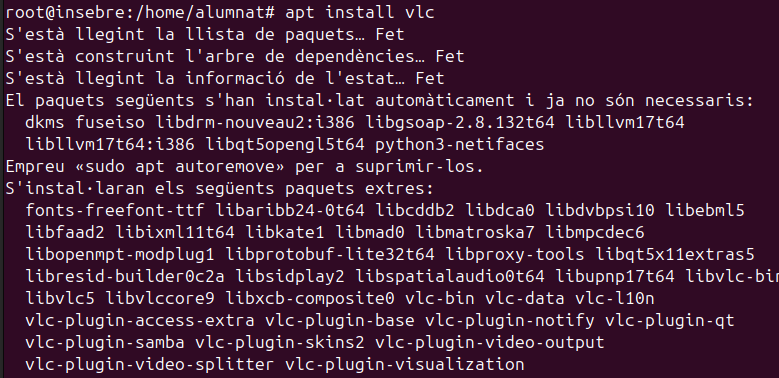 root@insebre:/home/alumnat# apt install vlc
S'està llegint la llista de paquets… Fet
S'està construint l'arbre de dependències… Fet
S'està llegint la informació de l'estat… Fet
El paquets següents s'han instal·lat automàticament i ja no són necessaris:
  dkms fuseiso libdrm-nouveau2:i386 libgsoap-2.8.132t64 libllvm17t64
  libllvm17t64:i386 libqt5opengl5t64 python3-netifaces
Empreu «sudo apt autoremove» per a suprimir-los.
S'instal·laran els següents paquets extres:
  fonts-freefont-ttf libaribb24-0t64 libcddb2 libdca0 libdvbpsi10 libebml5
  libfaad2 libixml11t64 libkate1 libmad0 libmatroska7 libmpcdec6
  libopenmpt-modplug1 libprotobuf-lite32t64 libproxy-tools libqt5x11extras5
  libresid-builder0c2a libsidplay2 libspatialaudio0t64 libupnp17t64 libvlc-bin
  libvlc5 libvlccore9 libxcb-composite0 vlc-bin vlc-data vlc-l10n
  vlc-plugin-access-extra vlc-plugin-base vlc-plugin-notify vlc-plugin-qt
  vlc-plugin-samba vlc-plugin-skins2 vlc-plugin-video-output
  vlc-plugin-video-splitter vlc-plugin-visualization